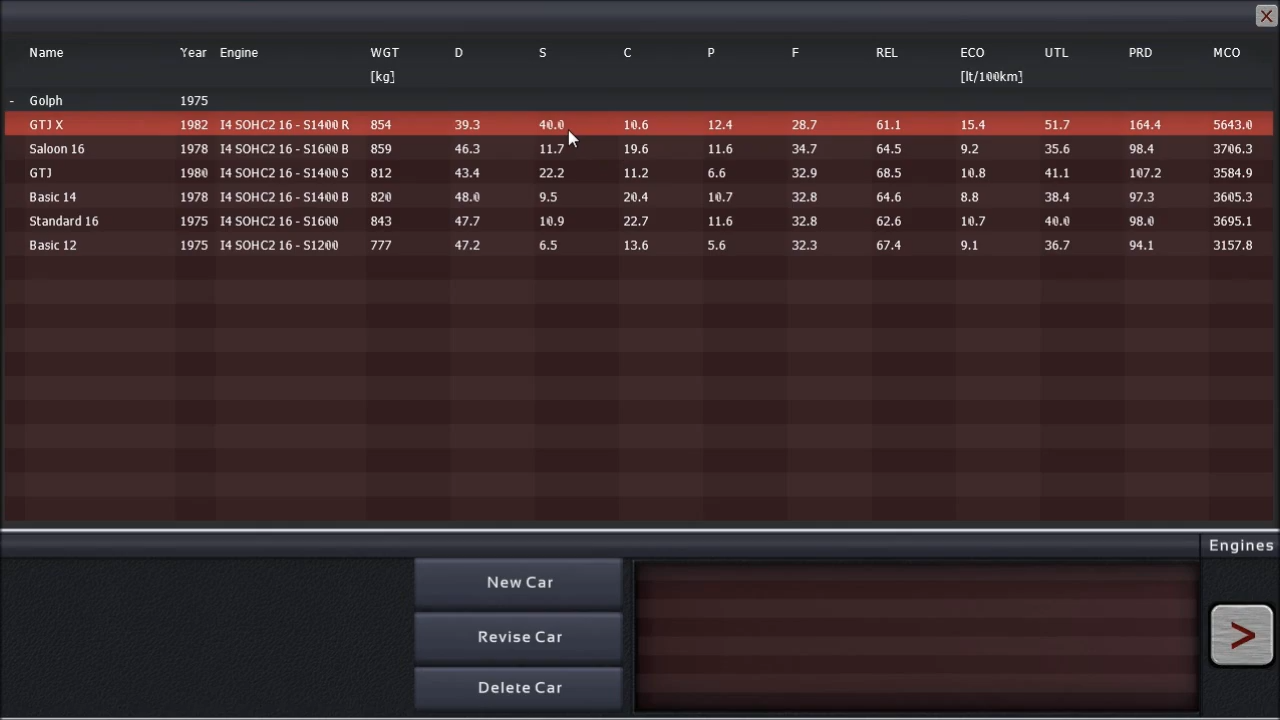 Name Year Engine WGT D S C P F REL ECO UTL PRD MCO
[kg] [lt/100km]
- Golph 1975
GTJ X 1982 I4 SOHC2 16 - S1400 R 854 39.3 40.0 10.6 12.4 28.7 61.1 15.4 51.7 164.4 5643.0
Saloon 16 1978 I4 SOHC2 16 - S1600 B 859 46.3 11.7 19.6 11.6 34.7 64.5 9.2 35.6 98.4 3706.3
GTJ 1980 I4 SOHC2 16 - S1400 S 812 43.4 22.2 11.2 6.6 32.9 68.5 10.8 41.1 107.2 3584.9
Basic 14 1978 I4 SOHC2 16 - S1400 B 820 48.0 9.5 20.4 10.7 32.8 64.6 8.8 38.4 97.3 3605.3
Standard 16 1975 I4 SOHC2 16 - S1600 843 47.7 10.9 22.7 11.6 32.8 62.6 10.7 40.0 98.0 3695.1
Basic 12 1975 I4 SOHC2 16 - S1200 777 47.2 6.5 13.6 5.6 32.3 67.4 9.1 36.7 94.1 3157.8
Engines
New Car
Revise Car
Delete Car
>